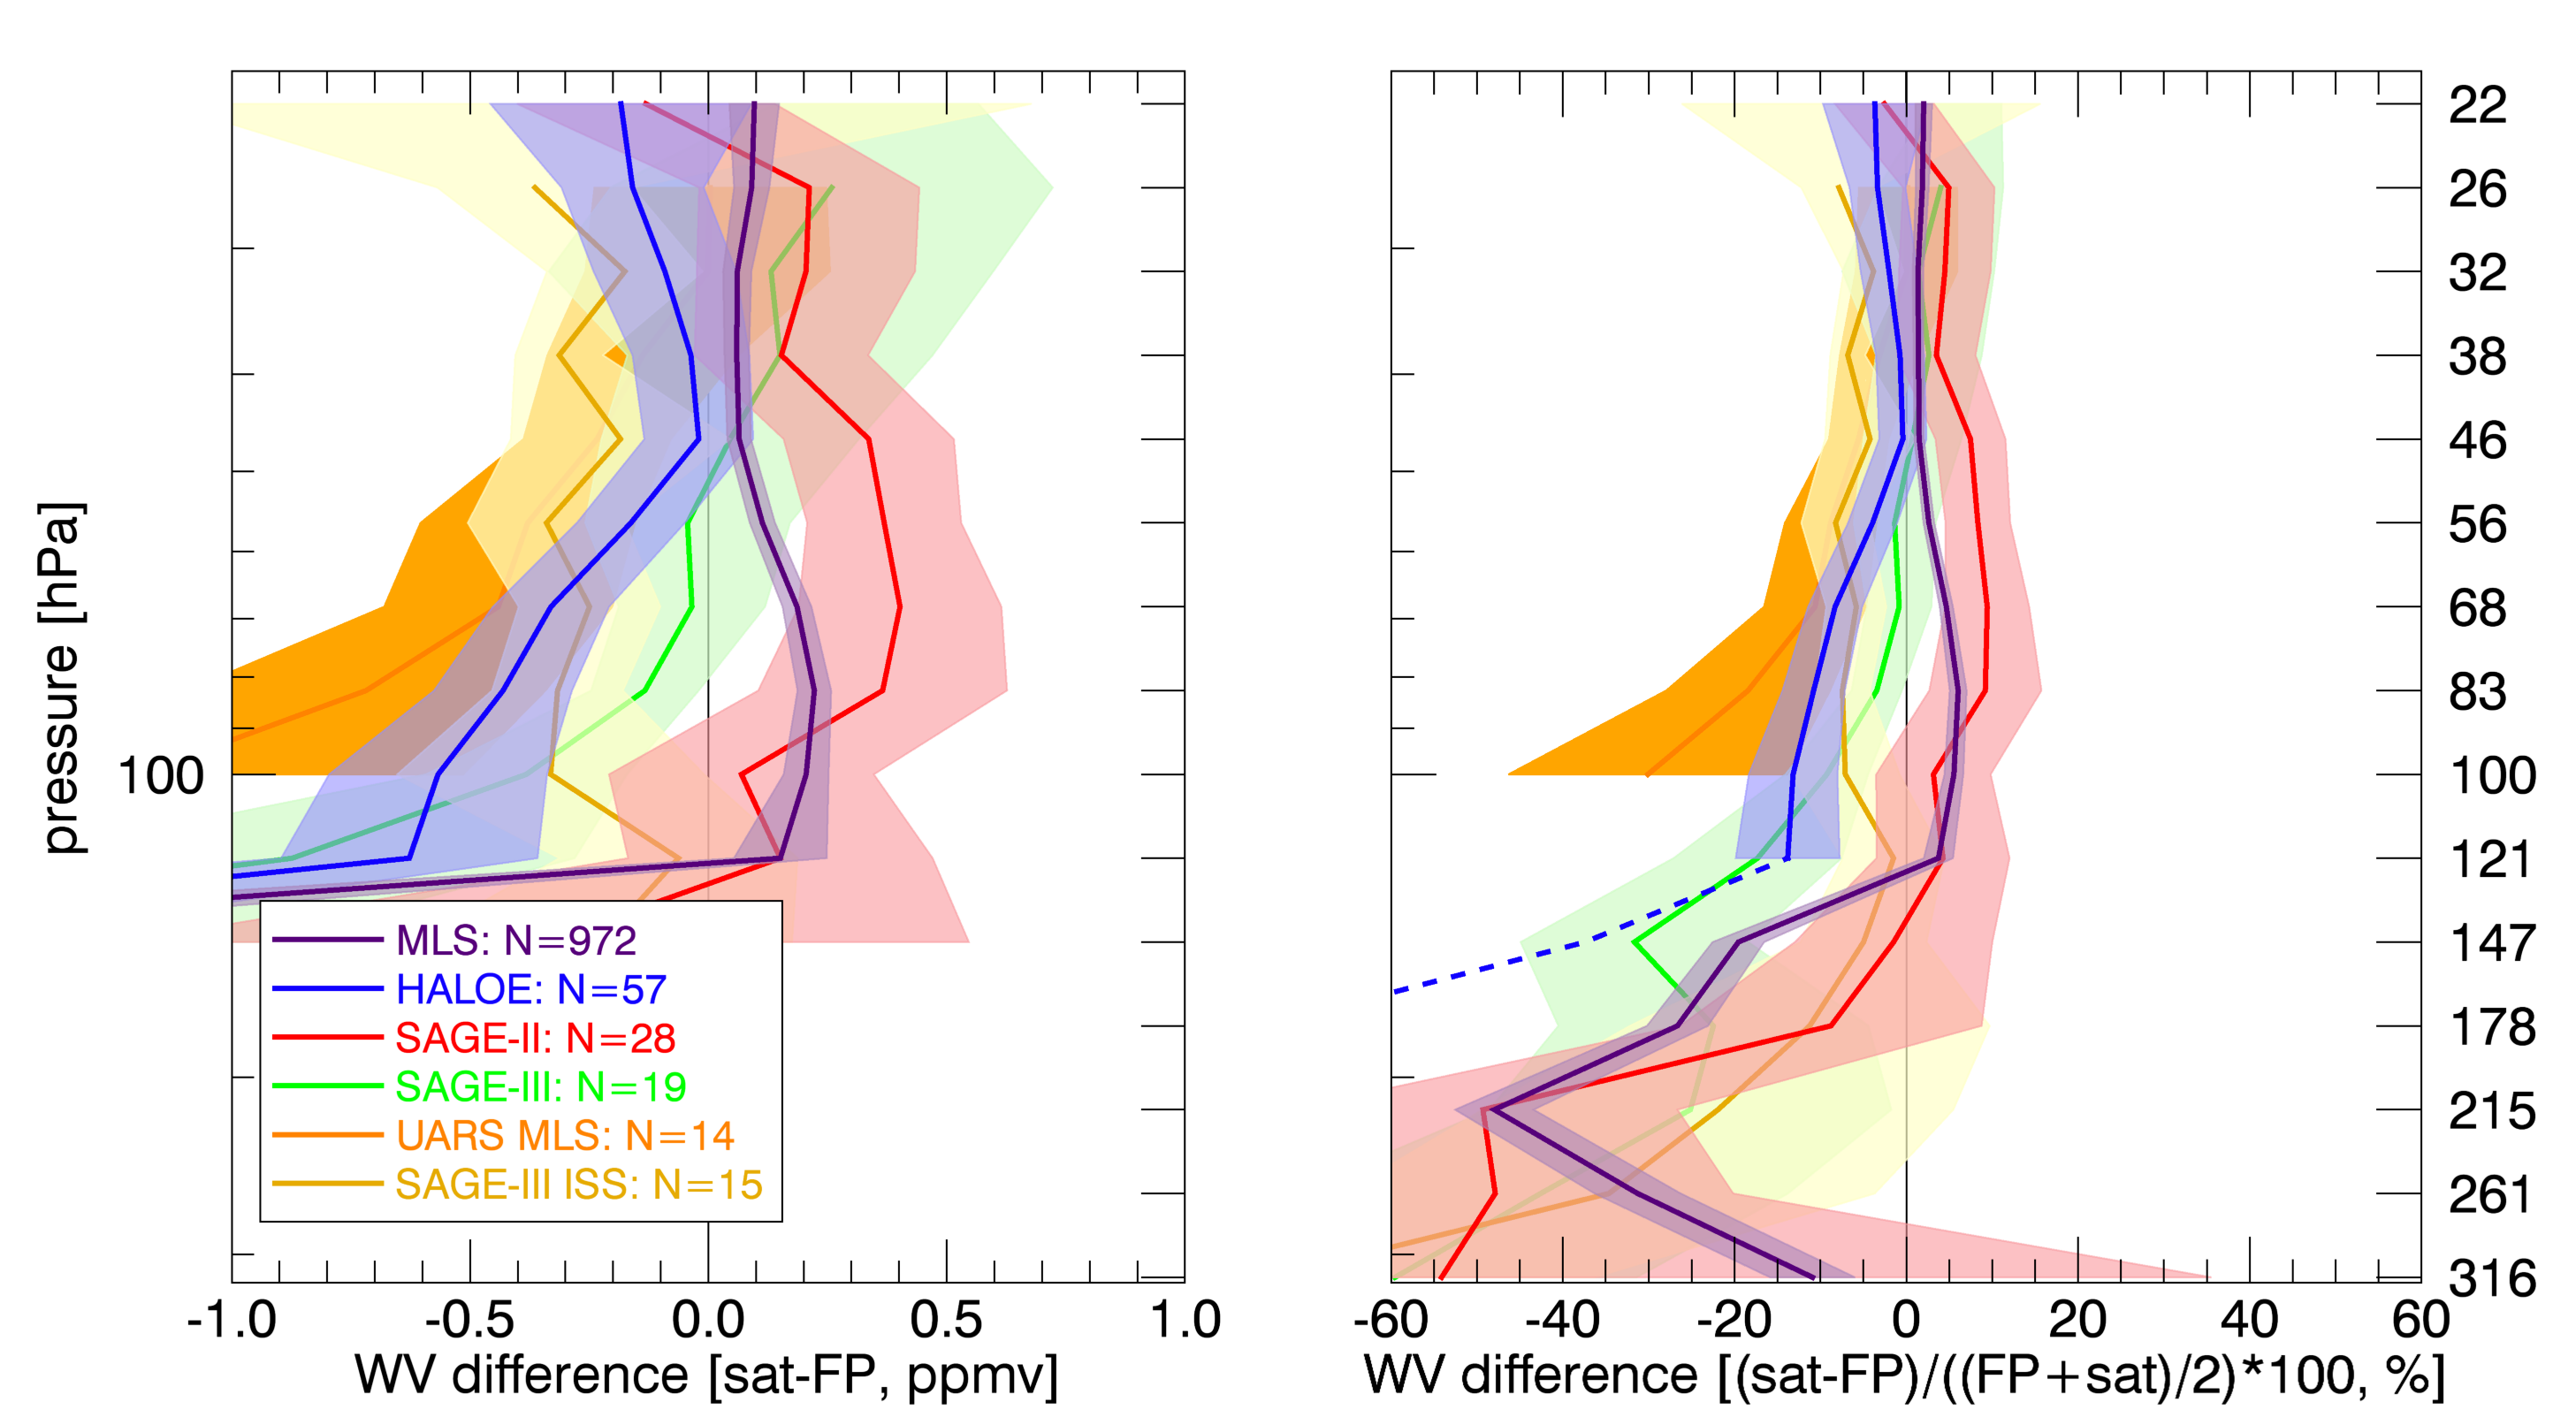 pressure [hPa]
100
MLS: N=972
HALOE: N=57
SAGE-II: N=28
SAGE-III: N=19
UARS MLS: N=14
SAGE-III ISS: N=15
-1.0 -0.5 0.0 0.5 1.0
WV difference [sat-FP, ppmv]
22
26
32
38
46
56
68
83
100
121
147
178
215
261
316
-60 -40 -20 0 20 40 60
WV difference [(sat-FP)/((FP+sat)/2)*100, %]